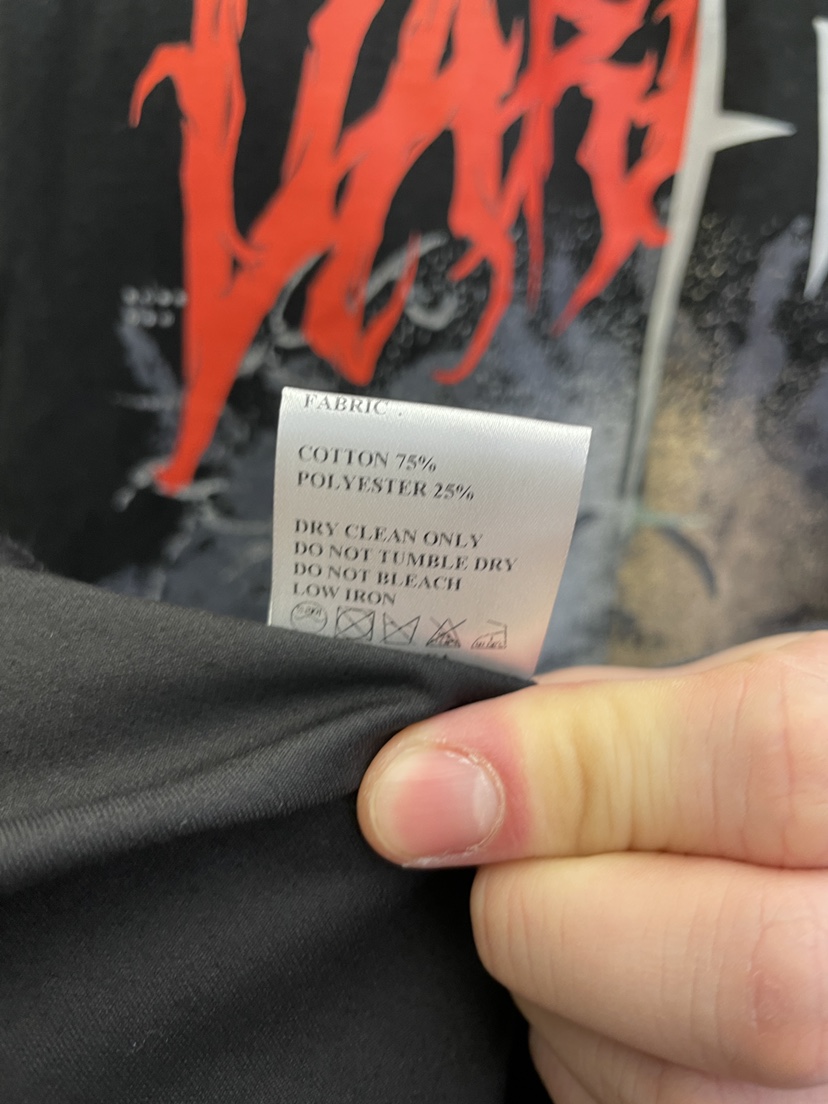 FABRIC .
COTTON 75%
POLYESTER 25%
DRY CLEAN ONLY
DO NOT TUMBLE DRY
DO NOT BLEACH
LOW IRON